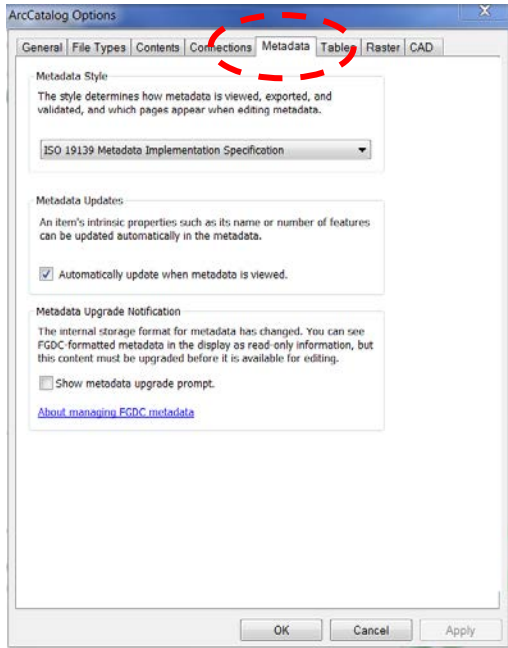 ArcCatalog Options
X
General File Types Contents Connections Metadata Tables Raster CAD
Metadata Style
The style determines how metadata is viewed, exported, and
validated, and which pages appear when editing metadata.
ISO 19139 Metadata Implementation Specification
Metadata Updates
An item's intrinsic properties such as its name or number of features
can be updated automatically in the metadata.
Automatically update when metadata is viewed.
Metadata Upgrade Notification
The internal storage format for metadata has changed. You can see
FGDC-formatted metadata in the display as read-only information, but
this content must be upgraded before it is available for editing.
Show metadata upgrade prompt.
About managing FGDC metadata
OK Cancel Apply